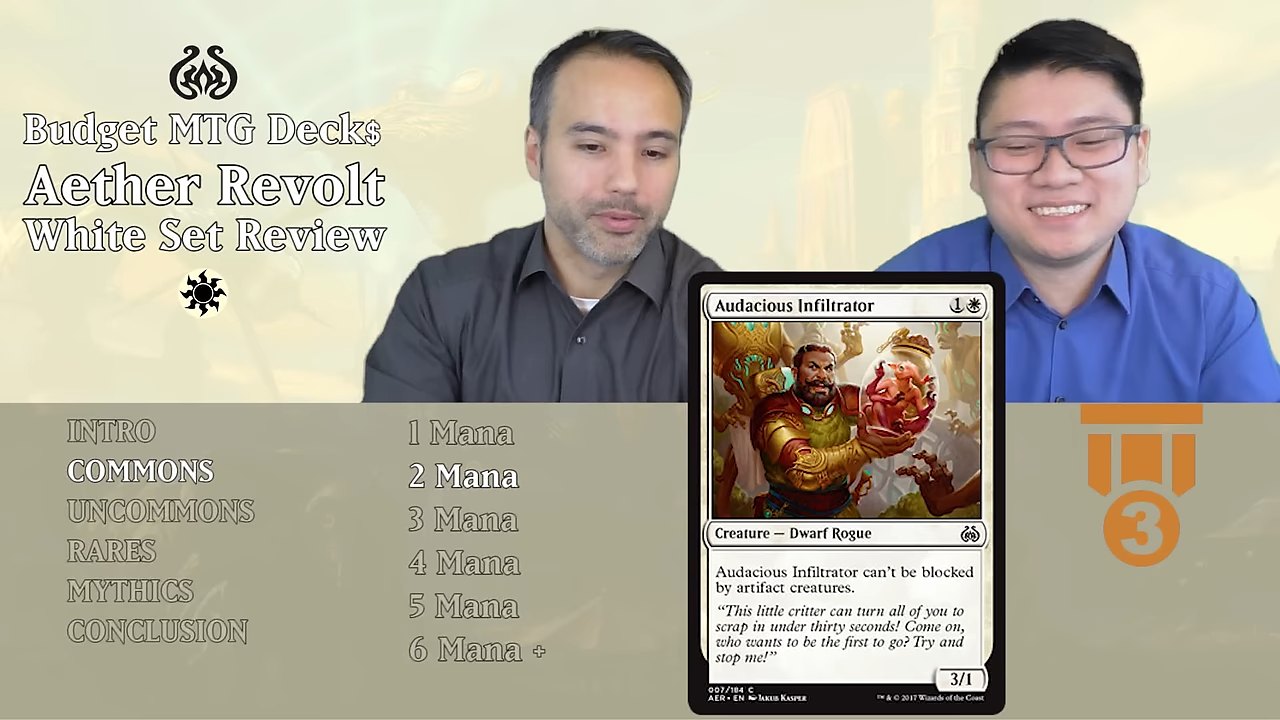 Budget MTG Deck$
Aether Revolt
White Set Review
INTRO
COMMONS
UNCOMMONS
RARES
MYTHICS
CONCLUSION
1 Mana
2 Mana
3 Mana
4 Mana
5 Mana
6 Mana +
Audacious Infiltrator 1
Creature — Dwarf Rogue
Audacious Infiltrator can't be blocked
by artifact creatures.
"This little critter can turn all of you to
scrap in under thirty seconds! Come on,
who wants to be the first to go? Try and
stop me!"
3/1
007/184 C
AER • EN Jakub Kasper
™ & © 2017 Wizards of the Coast
3